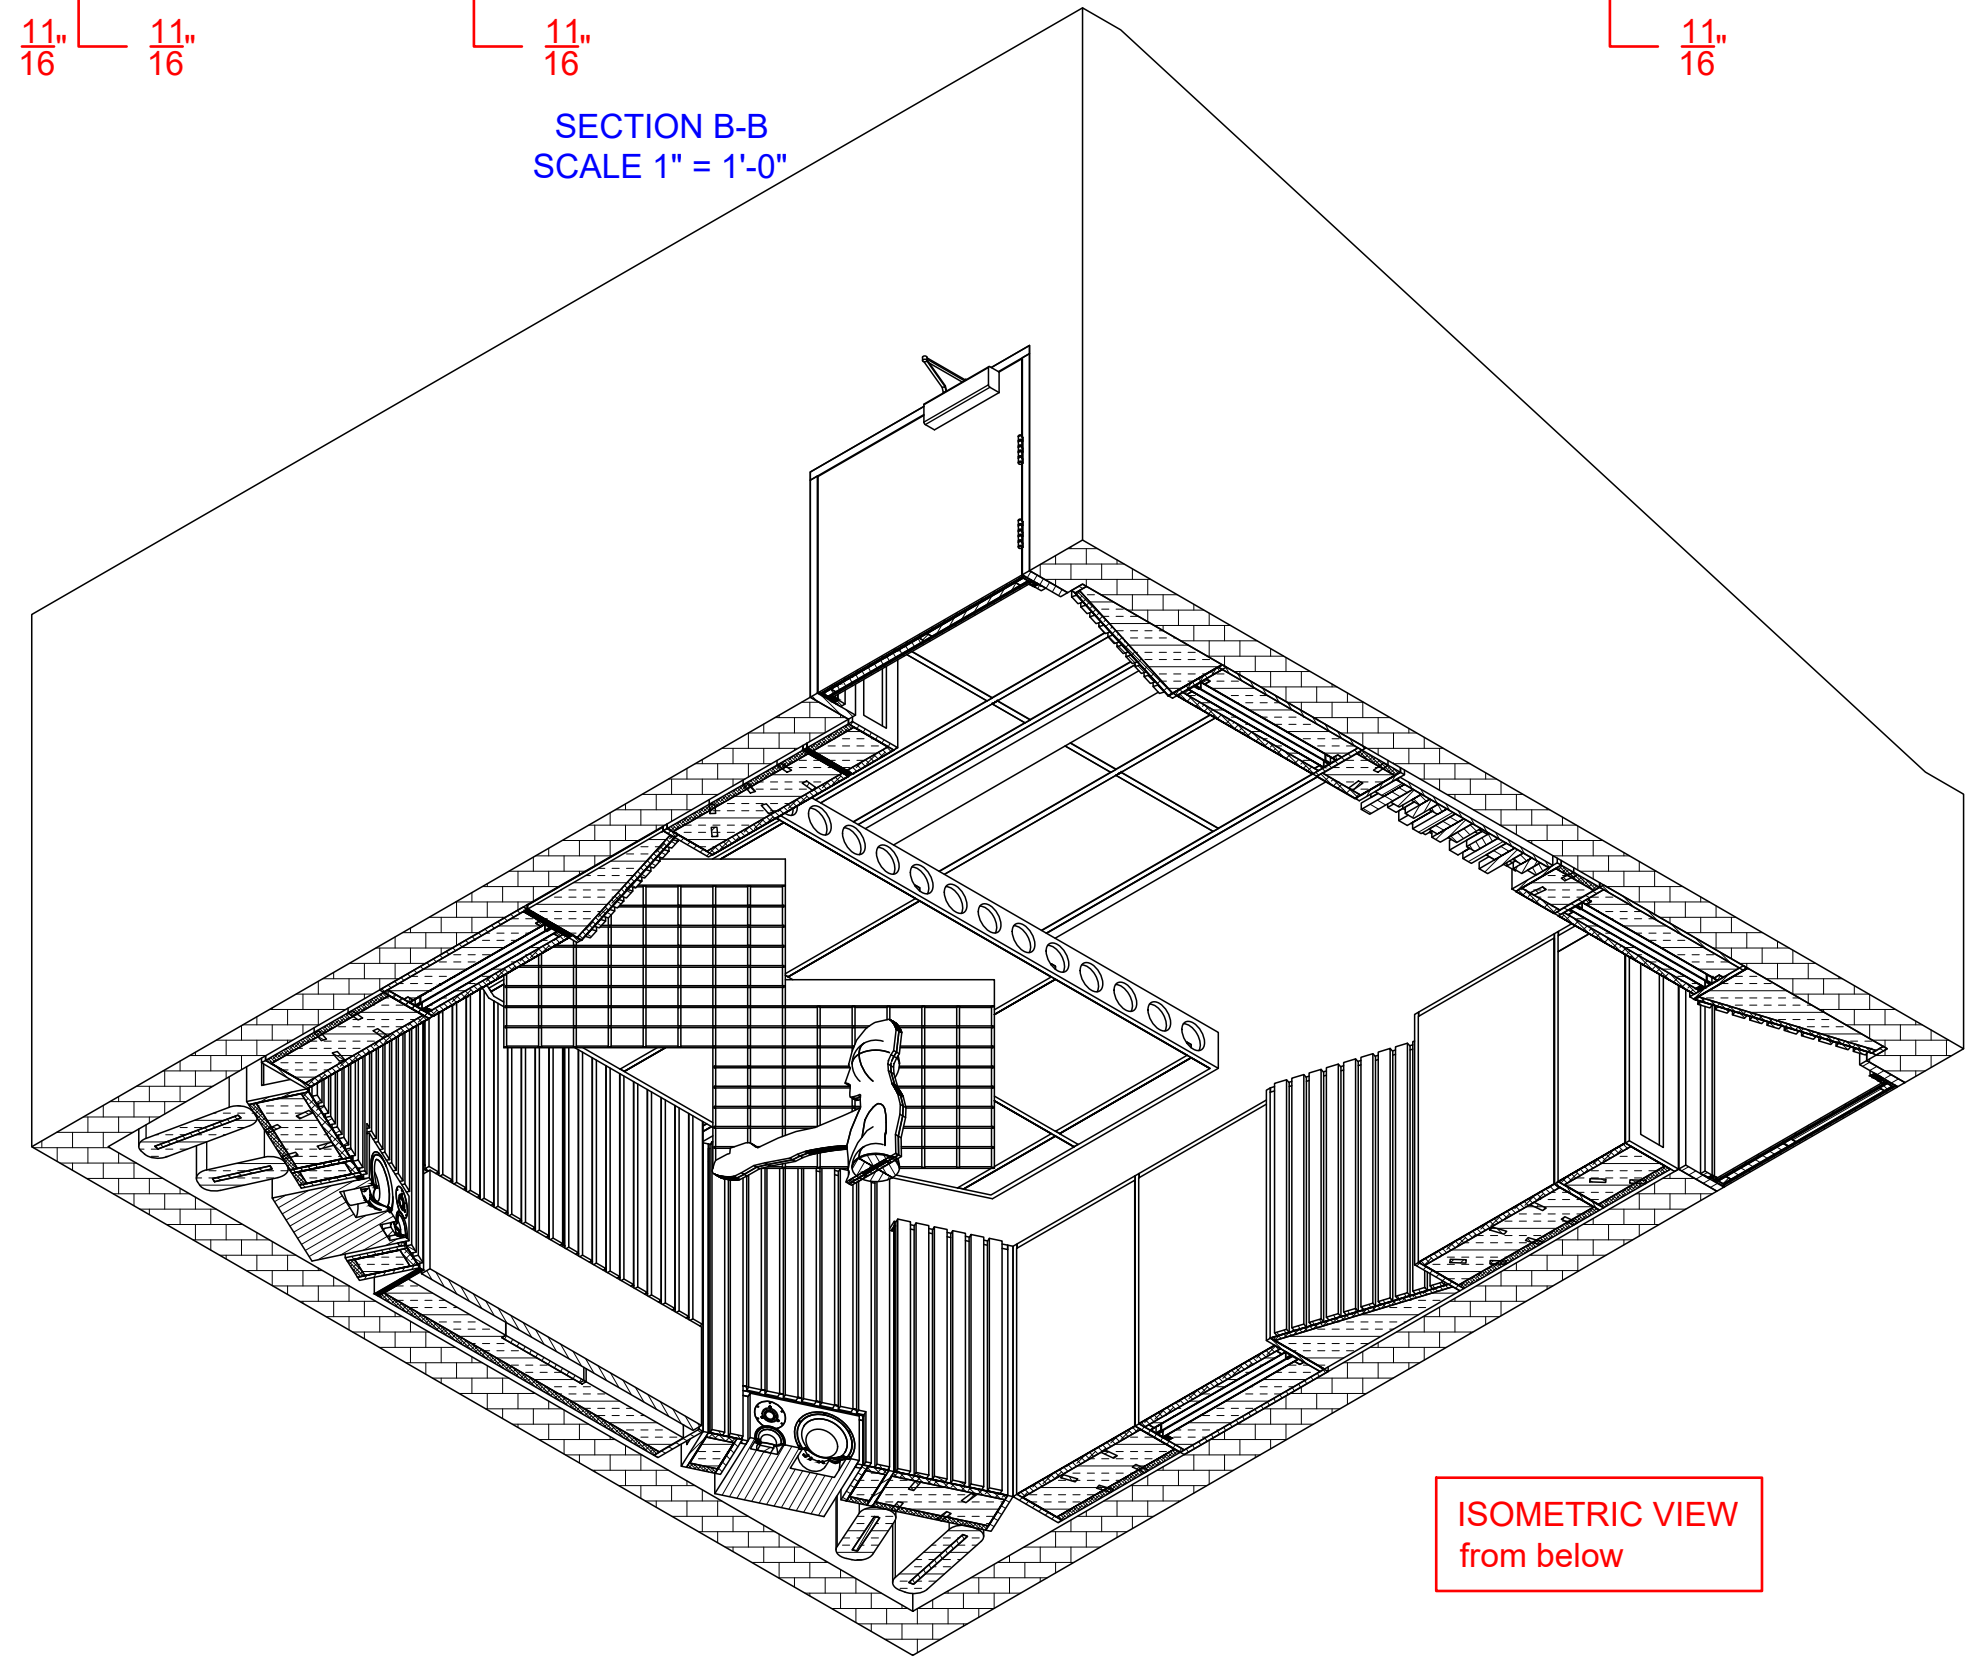 11/16" 11/16" 11/16" 11/16"
SECTION B-B
SCALE 1" = 1'-0"
ISOMETRIC VIEW
from below